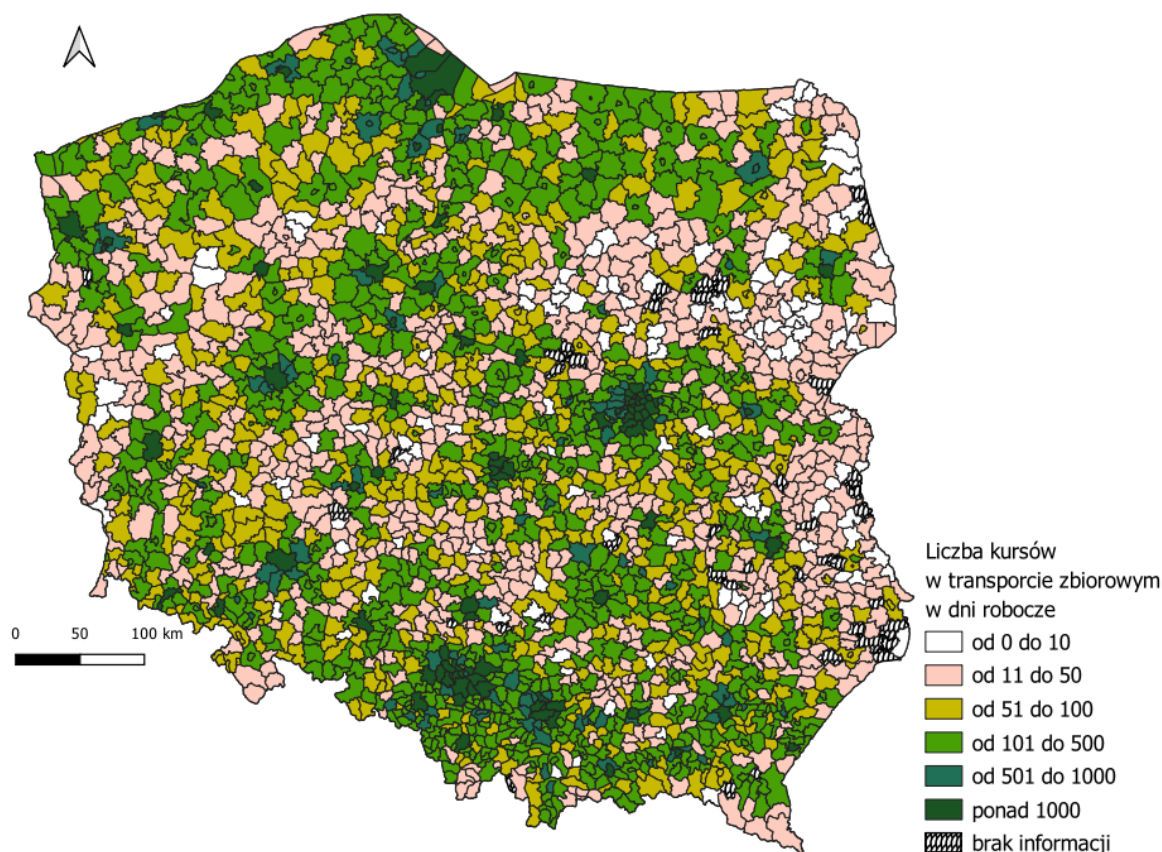 Liczba kursów
w transporcie zbiorowym
w dni robocze
od 0 do 10
od 11 do 50
od 51 do 100
od 101 do 500
od 501 do 1000
ponad 1000
brak informacji
0 50 100 km